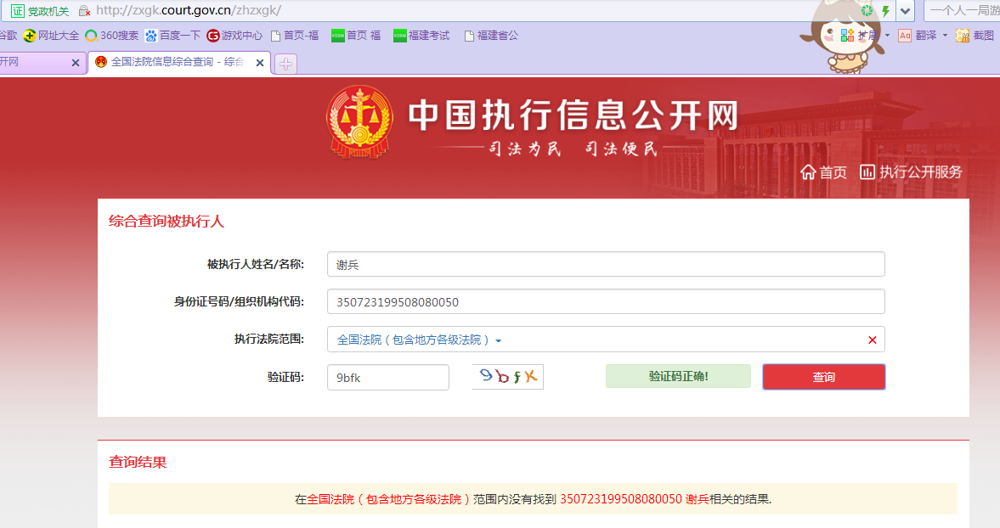 证 党政机关 http://zxgk.court.gov.cn/zhzxgk/ 一个人一局游
谷歌 网址大全 360搜索 百度一下 游戏中心 首页-福 首页 福 福建考试 福建省公 扩展 Aa 翻译 截图
开网 全国法院信息综合查询 - 综合
中国执行信息公开网
司法为民 司法便民
首页 执行公开服务
综合查询被执行人
被执行人姓名/名称: 谢兵
身份证号码/组织机构代码: 350723199508080050
执行法院范围: 全国法院（包含地方各级法院）
验证码: 9bfk 9bfK 验证码正确! 查询
查询结果
在全国法院（包含地方各级法院）范围内没有找到 350723199508080050 谢兵相关的结果.